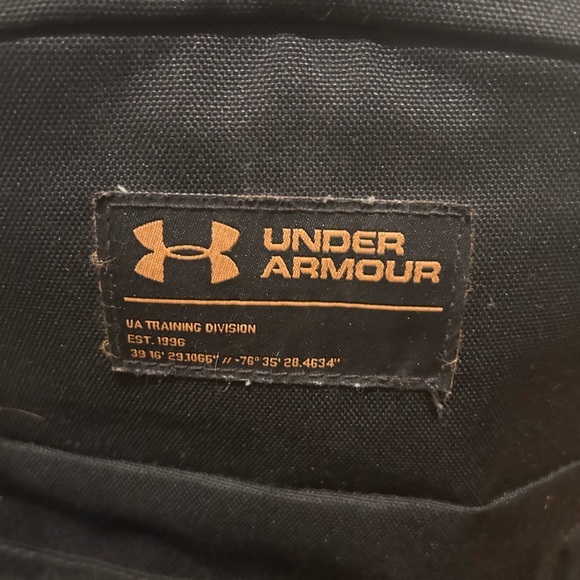 UNDER
ARMOUR
UA TRAINING DIVISION
EST. 1996
39 16' 29.1066" // -76° 35' 28.4634"